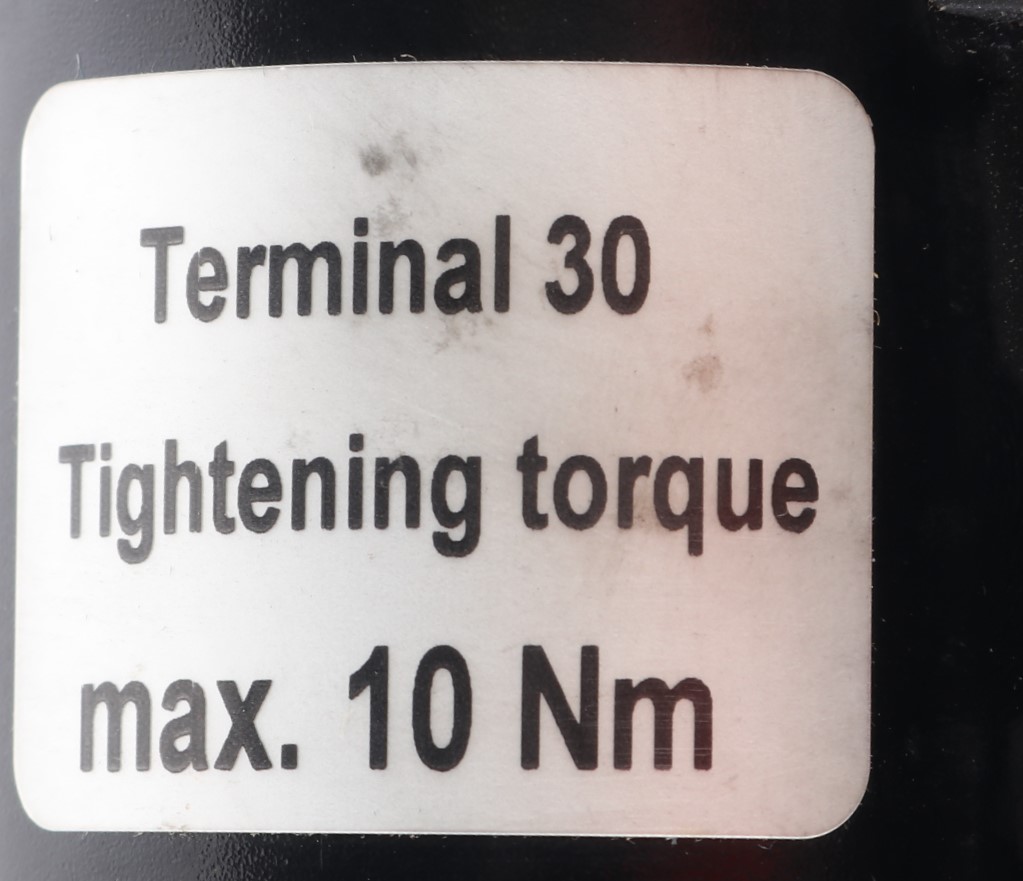 Terminal 30
Tightening torque
max. 10 Nm